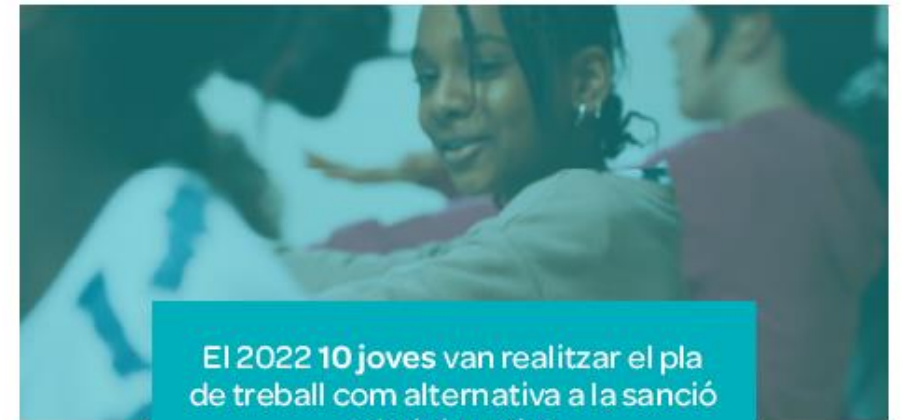 El 2022 10 joves van realitzar el pla
de treball com alternativa a la sanció